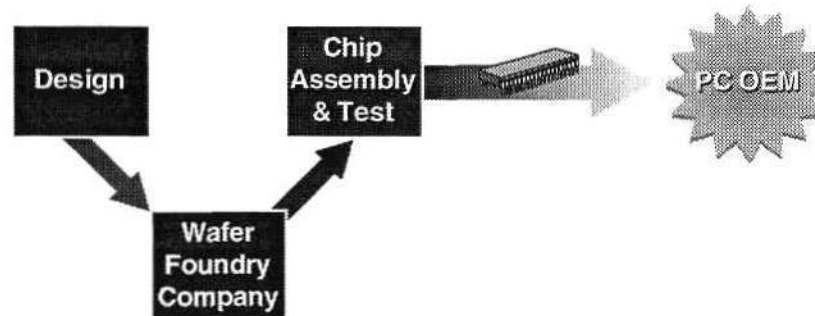 Design
Chip
Assembly
& Test
PC OEM
Wafer
Foundry
Company